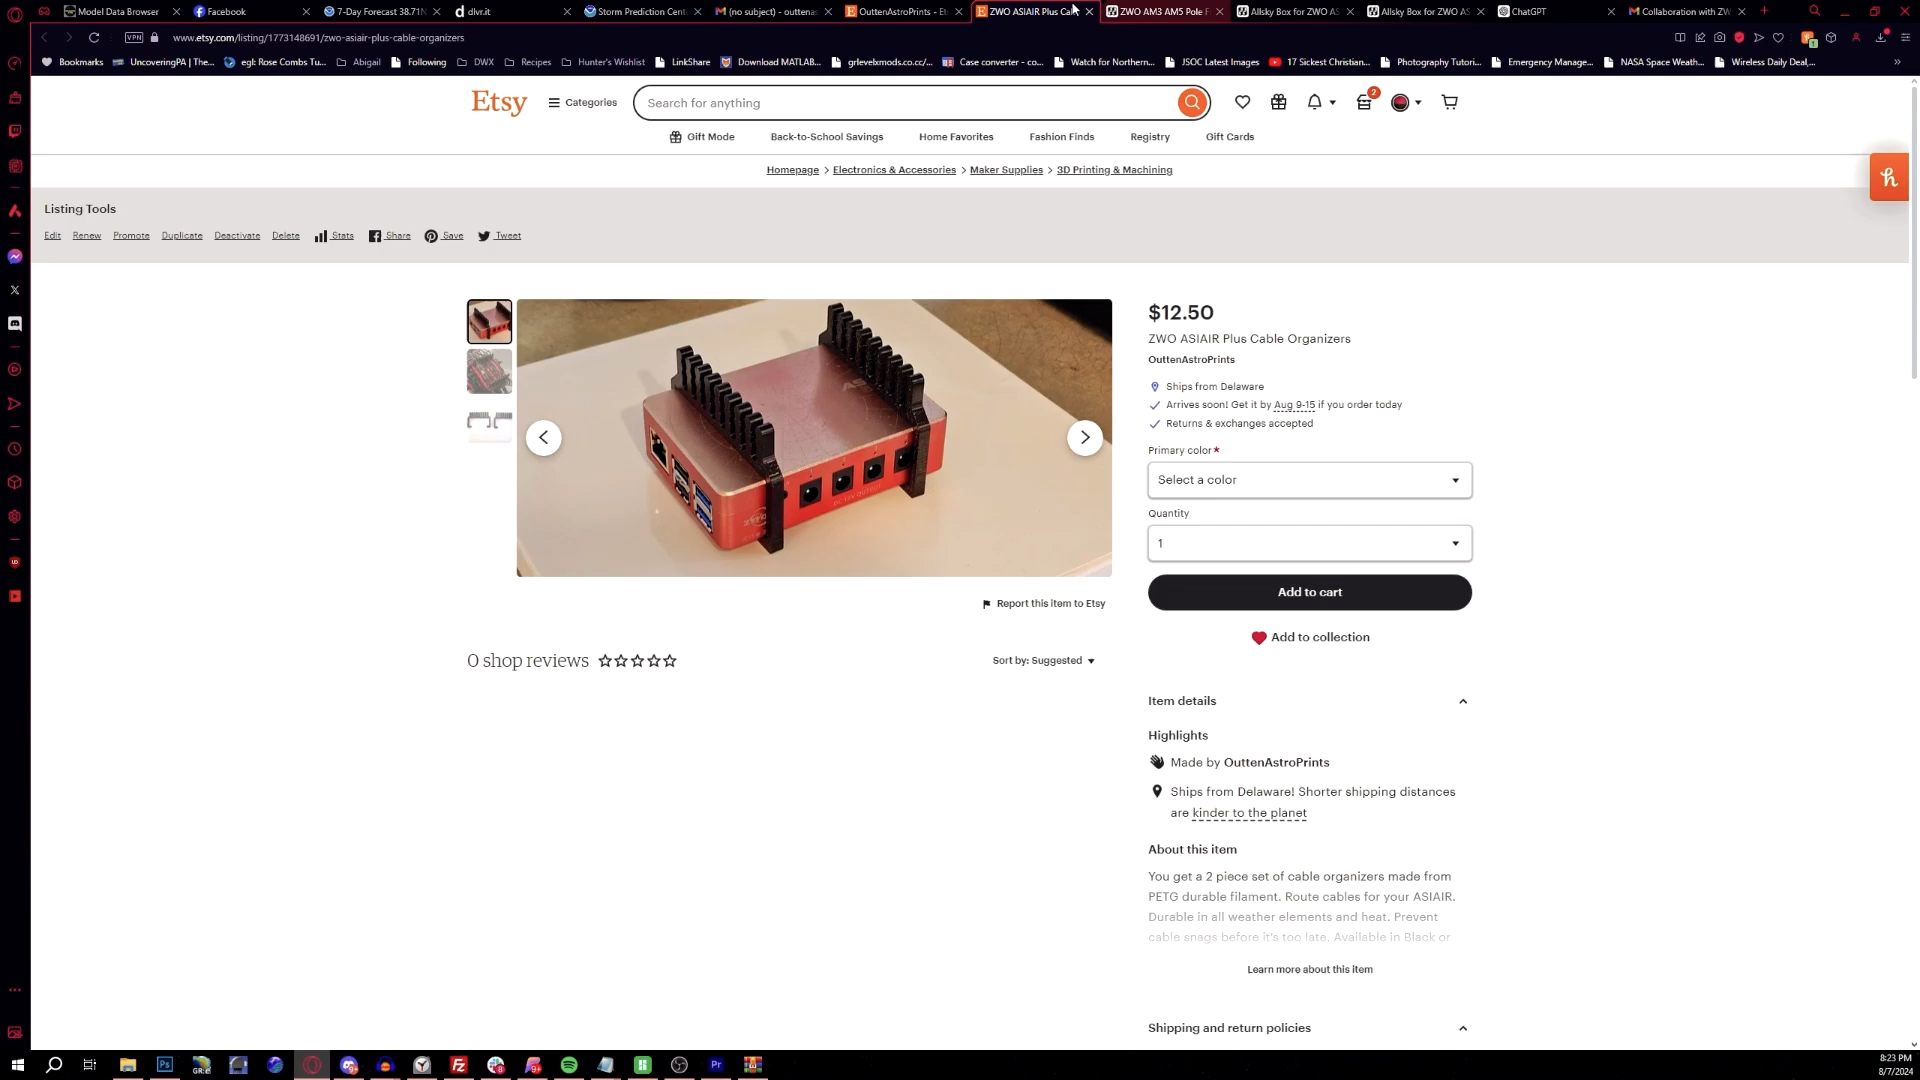 Model Data Browser
Facebook
7-Day Forecast 38.71N
dlvr.it
Storm Prediction Cent
(no subject) - outtena
OuttenAstroPrints - Et
ZWO ASIAIR Plus Cab
ZWO AM3 AM5 Pole F
Allsky Box for ZWO AS
Allsky Box for ZWO AS
ChatGPT
Collaboration with ZW
VPN
www.etsy.com/listing/1773148691/zwo-asiair-plus-cable-organizers
1
Bookmarks
UncoveringPA | The...
egl: Rose Combs Tu...
Abigail
Following
DWX
Recipes
Hunter's Wishlist
LinkShare
Download MATLAB...
grlevelxmods.co.cc/...
Case converter - co...
Watch for Northern...
JSOC Latest Images
17 Sickest Christian...
Photography Tutori...
Emergency Manage...
NASA Space Weath...
Wireless Daily Deal,...
Etsy
Categories
Search for anything
2
Gift Mode
Back-to-School Savings
Home Favorites
Fashion Finds
Registry
Gift Cards
Homepage > Electronics & Accessories > Maker Supplies > 3D Printing & Machining
h
Listing Tools
Edit Renew Promote Duplicate Deactivate Delete Stats Share Save Tweet
DC 12V OUTPUT
$12.50
ZWO ASIAIR Plus Cable Organizers
OuttenAstroPrints
Ships from Delaware
Arrives soon! Get it by Aug 9-15 if you order today
Returns & exchanges accepted
Primary color *
Select a color
Quantity
1
Add to cart
Report this item to Etsy
Add to collection
0 shop reviews
Sort by: Suggested
Item details
Highlights
Made by OuttenAstroPrints
Ships from Delaware! Shorter shipping distances
are kinder to the planet
About this item
You get a 2 piece set of cable organizers made from
PETG durable filament. Route cables for your ASIAIR.
Durable in all weather elements and heat. Prevent
cable snags before it's too late. Available in Black or
Learn more about this item
Shipping and return policies
Ps
Fz
Pr
8:23 PM
8/7/2024